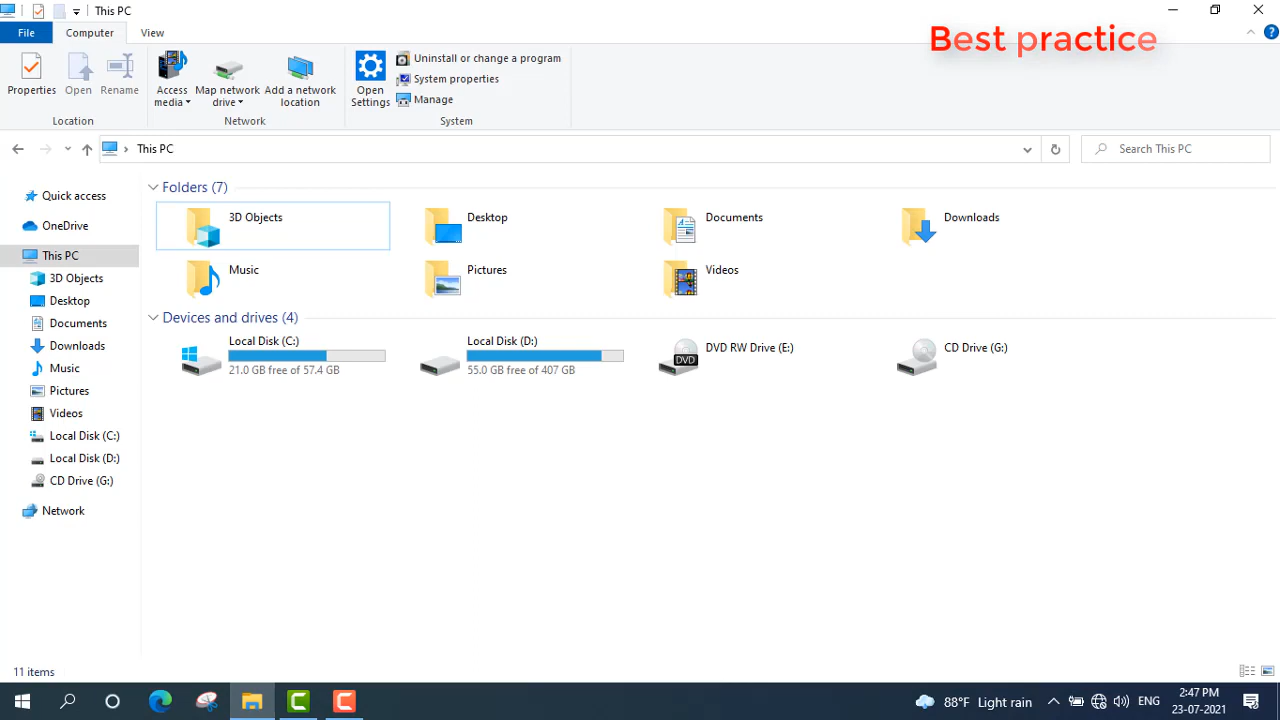 This PC
Best practice
File
Computer
View
Properties
Open
Rename
Access media
Map network drive
Add a network location
Open Settings
Uninstall or change a program
System properties
Manage
Location
Network
System
This PC
Search This PC
Quick access
OneDrive
This PC
3D Objects
Desktop
Documents
Downloads
Music
Pictures
Videos
Local Disk (C:)
Local Disk (D:)
CD Drive (G:)
Network
Folders (7)
3D Objects
Desktop
Documents
Downloads
Music
Pictures
Videos
Devices and drives (4)
Local Disk (C:)
21.0 GB free of 57.4 GB
Local Disk (D:)
55.0 GB free of 407 GB
DVD
DVD RW Drive (E:)
CD Drive (G:)
11 items
88°F Light rain
ENG
2:47 PM
23-07-2021